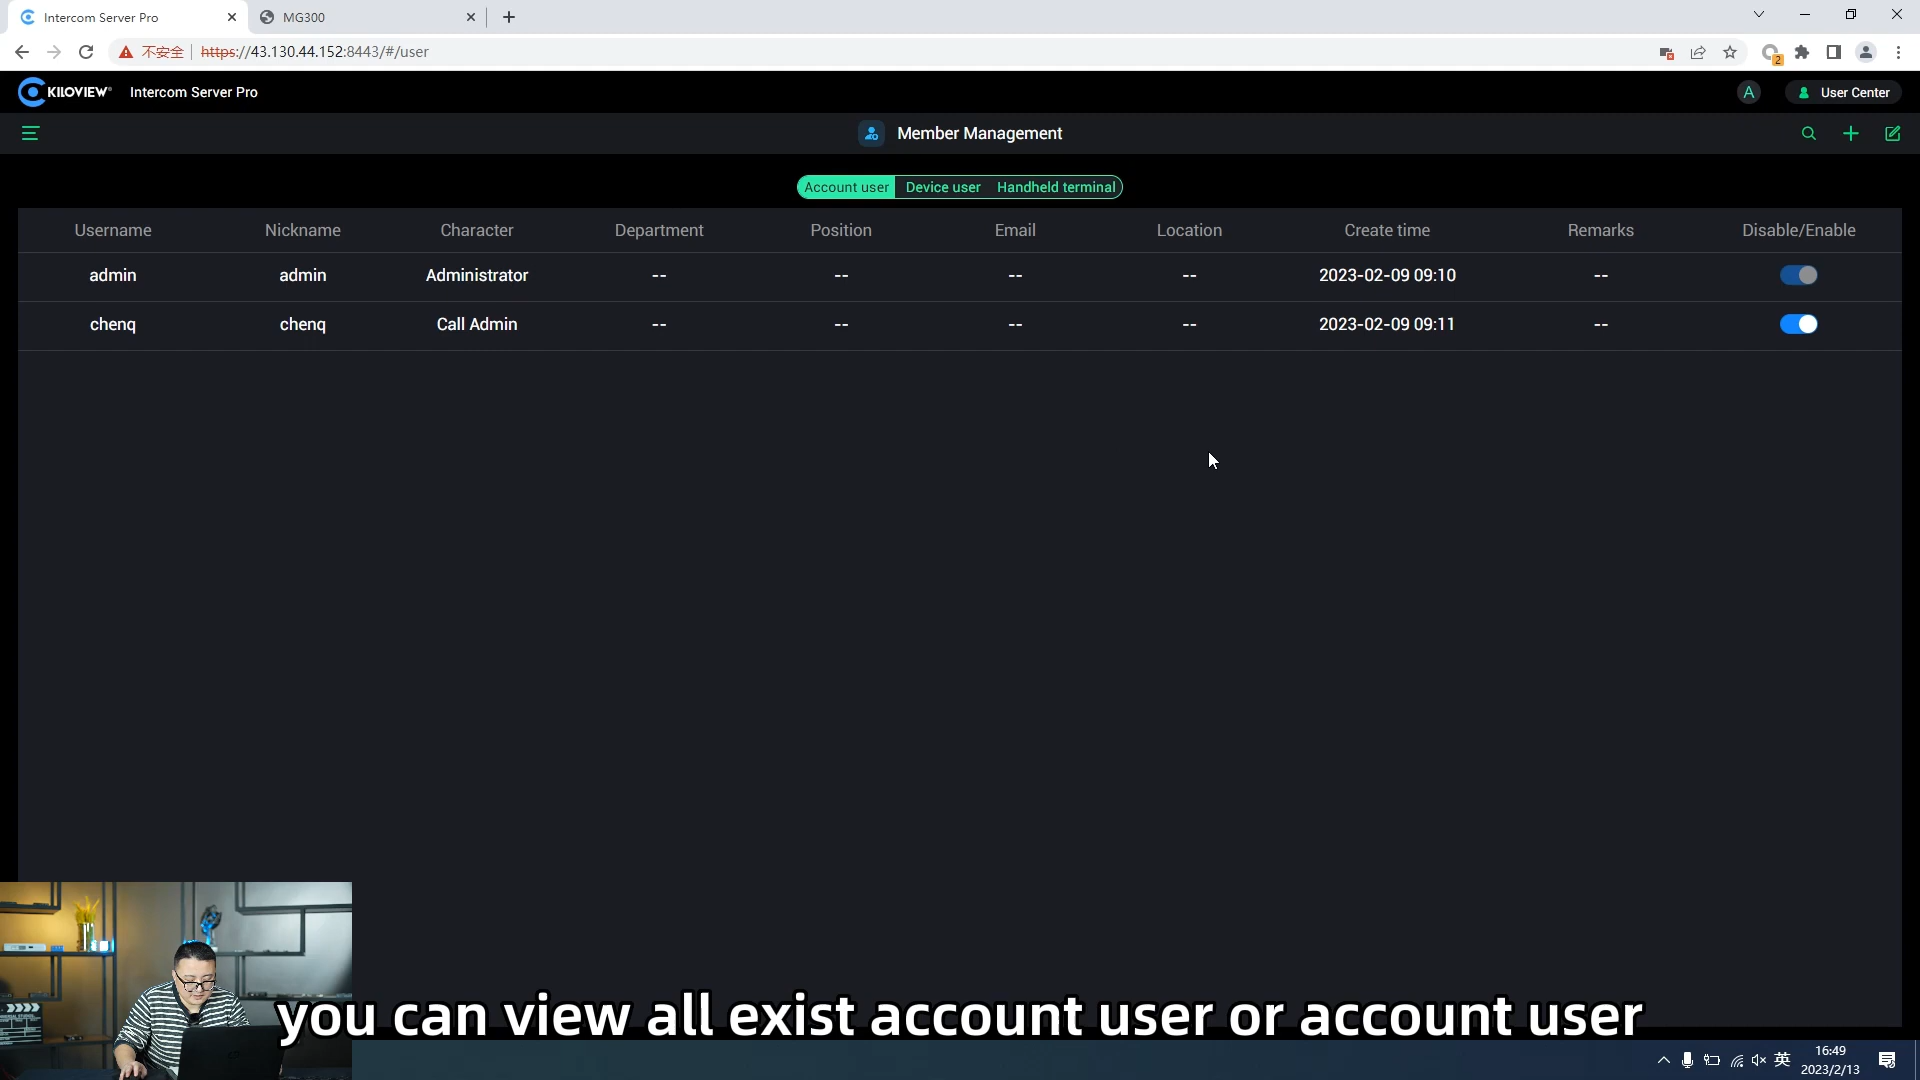 Intercom Server Pro
MG300
不安全
https://43.130.44.152:8443/#/user
2
KILOVIEW
Intercom Server Pro
A
User Center
Member Management
Account user
Device user
Handheld terminal
Username Nickname Character Department Position Email Location Create time Remarks Disable/Enable
admin admin Administrator -- -- -- -- 2023-02-09 09:10 --
chenq chenq Call Admin -- -- -- -- 2023-02-09 09:11 --
you can view all exist account user or account user
英
16:49
2023/2/13